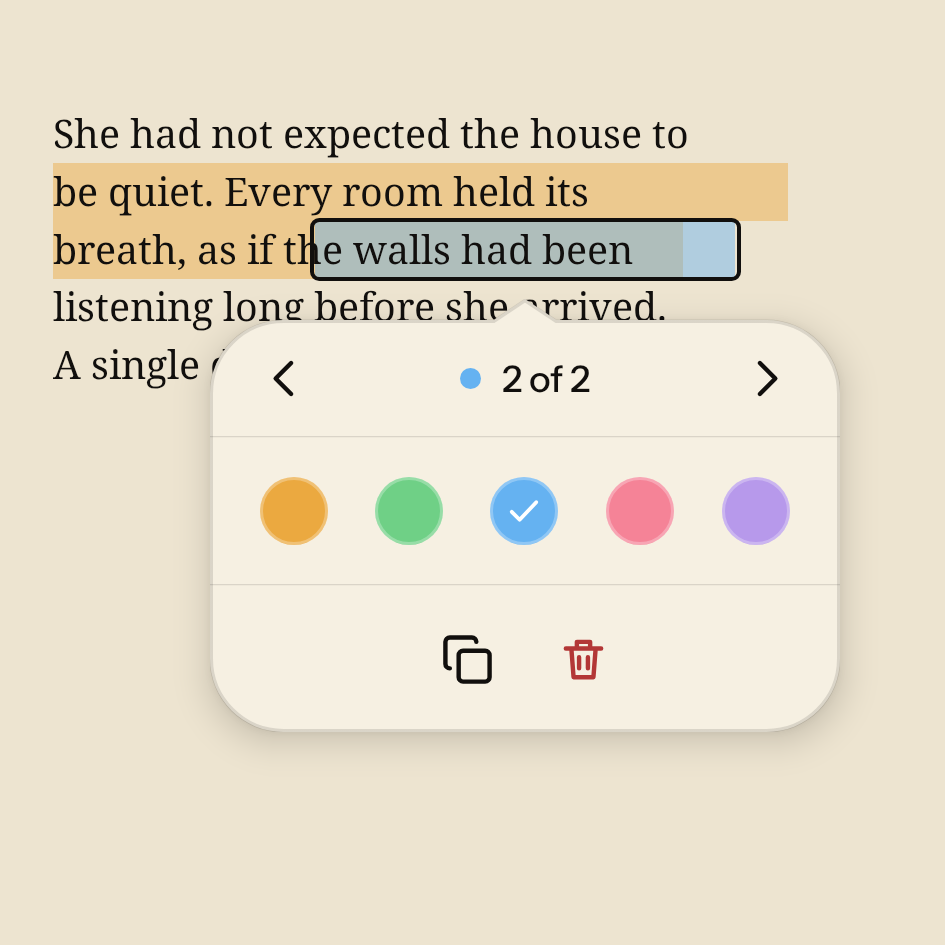 She had not expected the house to
be quiet. Every room held its
breath, as if the walls had been
listening long before she arrived.
A single
2 of 2